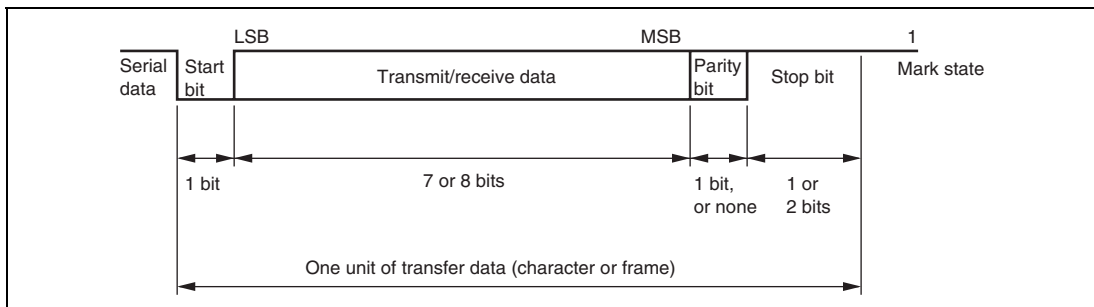 LSB
MSB
1
Serial
data
Start
bit
Transmit/receive data
Parity
bit
Stop bit
Mark state
1 bit
7 or 8 bits
1 bit,
or none
1 or
2 bits
One unit of transfer data (character or frame)